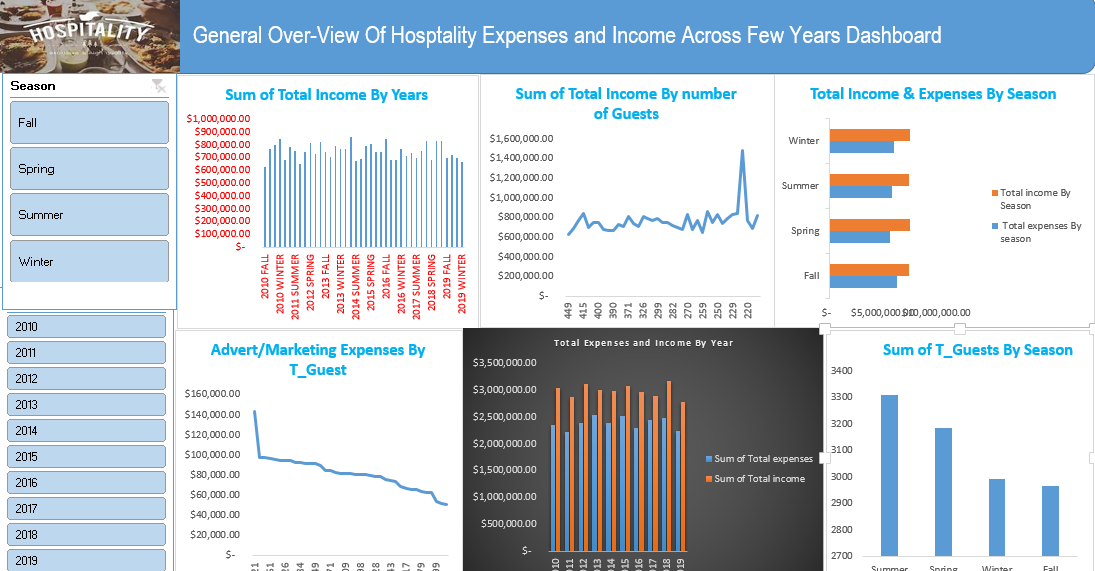 HOSPITALITY
General Over-View Of Hosptality Expenses and Income Across Few Years Dashboard
Season
Fall
Spring
Summer
Winter
2010
2011
2012
2013
2014
2015
2016
2017
2018
2019
Sum of Total Income By Years
$1,000,000.00
$900,000.00
$800,000.00
$700,000.00
$600,000.00
$500,000.00
$400,000.00
$300,000.00
$200,000.00
$100,000.00
$-
2010 FALL
2010 WINTER
2011 SUMMER
2012 SPRING
2013 FALL
2013 WINTER
2014 SUMMER
2015 SPRING
2016 FALL
2016 WINTER
2017 SUMMER
2018 SPRING
2019 FALL
2019 WINTER
Sum of Total Income By number
of Guests
$1,600,000.00
$1,400,000.00
$1,200,000.00
$1,000,000.00
$800,000.00
$600,000.00
$400,000.00
$200,000.00
$-
449
415
400
390
371
326
299
282
270
259
250
229
220
Total Income & Expenses By Season
Winter
Summer
Spring
Fall
$-
$5,000,000.00
$10,000,000.00
Total income By
Season
Total expenses By
season
Advert/Marketing Expenses By
T_Guest
$160,000.00
$140,000.00
$120,000.00
$100,000.00
$80,000.00
$60,000.00
$40,000.00
$20,000.00
$-
Total Expenses and Income By Year
$3,500,000.00
$3,000,000.00
$2,500,000.00
$2,000,000.00
$1,500,000.00
$1,000,000.00
$500,000.00
$-
Sum of Total expenses
Sum of Total income
Sum of T_Guests By Season
3400
3300
3200
3100
3000
2900
2800
2700
Summer
Spring
Winter
Fall